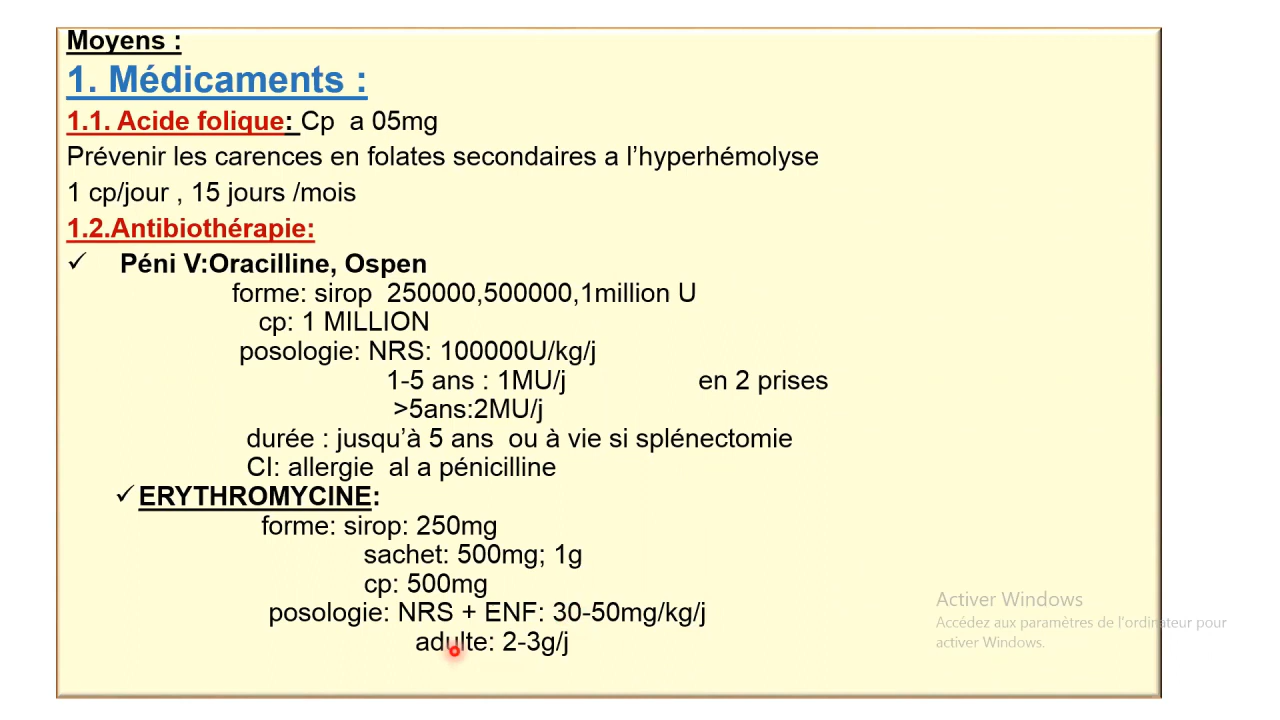 Moyens :
1. Médicaments :
1.1. Acide folique: Cp a 05mg
Prévenir les carences en folates secondaires a l’hyperhémolyse
1 cp/jour , 15 jours /mois
1.2.Antibiothérapie:
✓ Péni V:Oracilline, Ospen
forme: sirop 250000,500000,1million U
cp: 1 MILLION
posologie: NRS: 100000U/kg/j
1-5 ans : 1MU/j en 2 prises
>5ans:2MU/j
durée : jusqu’à 5 ans ou à vie si splénectomie
CI: allergie al a pénicilline
✓ ERYTHROMYCINE:
forme: sirop: 250mg
sachet: 500mg; 1g
cp: 500mg
posologie: NRS + ENF: 30-50mg/kg/j
adulte: 2-3g/j
Activer Windows
Accédez aux paramètres de l’ordinateur pour
activer Windows.